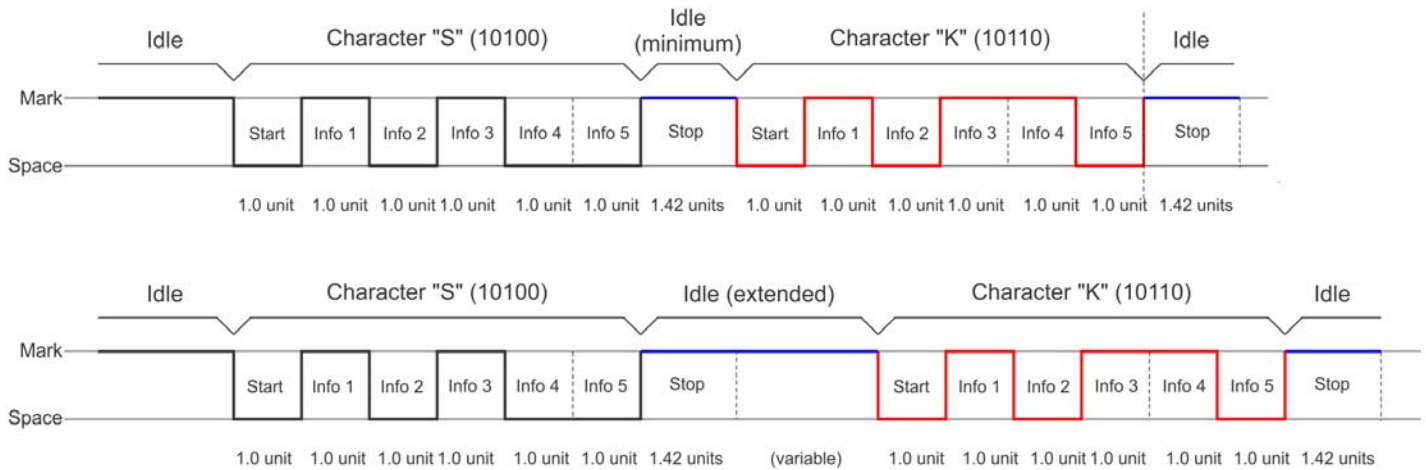 Idle Character "S" (10100) Idle (minimum) Character "K" (10110) Idle
Mark
Start Info 1 Info 2 Info 3 Info 4 Info 5 Stop Start Info 1 Info 2 Info 3 Info 4 Info 5 Stop
Space
1.0 unit 1.0 unit 1.0 unit 1.0 unit 1.0 unit 1.0 unit 1.42 units 1.0 unit 1.0 unit 1.0 unit 1.0 unit 1.0 unit 1.0 unit 1.42 units
Idle Character "S" (10100) Idle (extended) Character "K" (10110) Idle
Mark
Start Info 1 Info 2 Info 3 Info 4 Info 5 Stop Start Info 1 Info 2 Info 3 Info 4 Info 5 Stop
Space
1.0 unit 1.0 unit 1.0 unit 1.0 unit 1.0 unit 1.0 unit 1.42 units (variable) 1.0 unit 1.0 unit 1.0 unit 1.0 unit 1.0 unit 1.0 unit 1.42 units